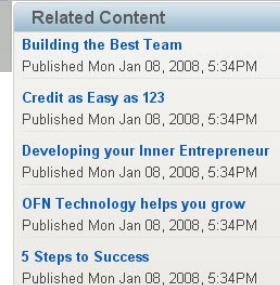 Related Content
Building the Best Team
Published Mon Jan 08, 2008, 5:34PM
Credit as Easy as 123
Published Mon Jan 08, 2008, 5:34PM
Developing your Inner Entrepreneur
Published Mon Jan 08, 2008, 5:34PM
OFN Technology helps you grow
Published Mon Jan 08, 2008, 5:34PM
5 Steps to Success
Published Mon Jan 08, 2008, 5:34PM